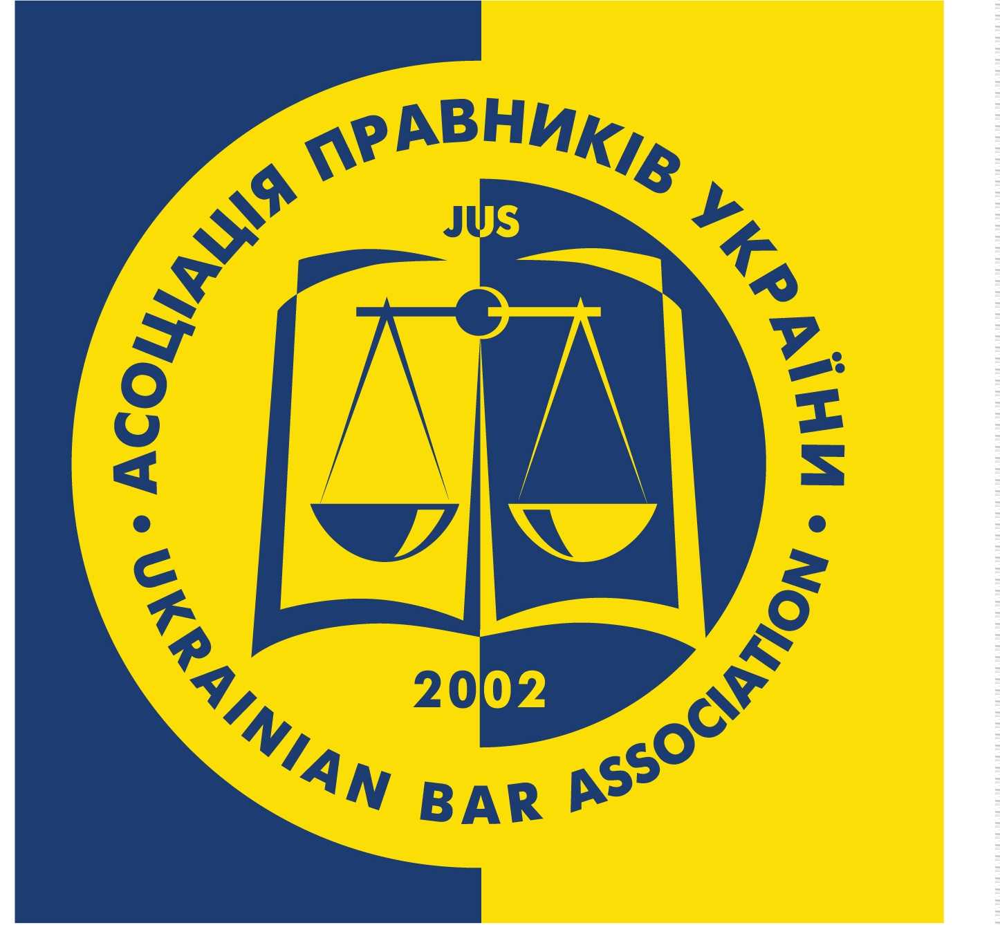 АСОЦІАЦІЯ ПРАВНИКІВ УКРАЇНИ
JUS
2002
• UKRAINIAN BAR ASSOCIATION •